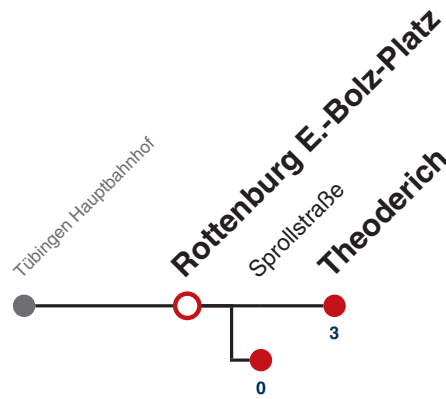 Tübingen Hauptbahnhof
Rottenburg E.-Bolz-Platz
Sprollstraße
Theoderich
3
0